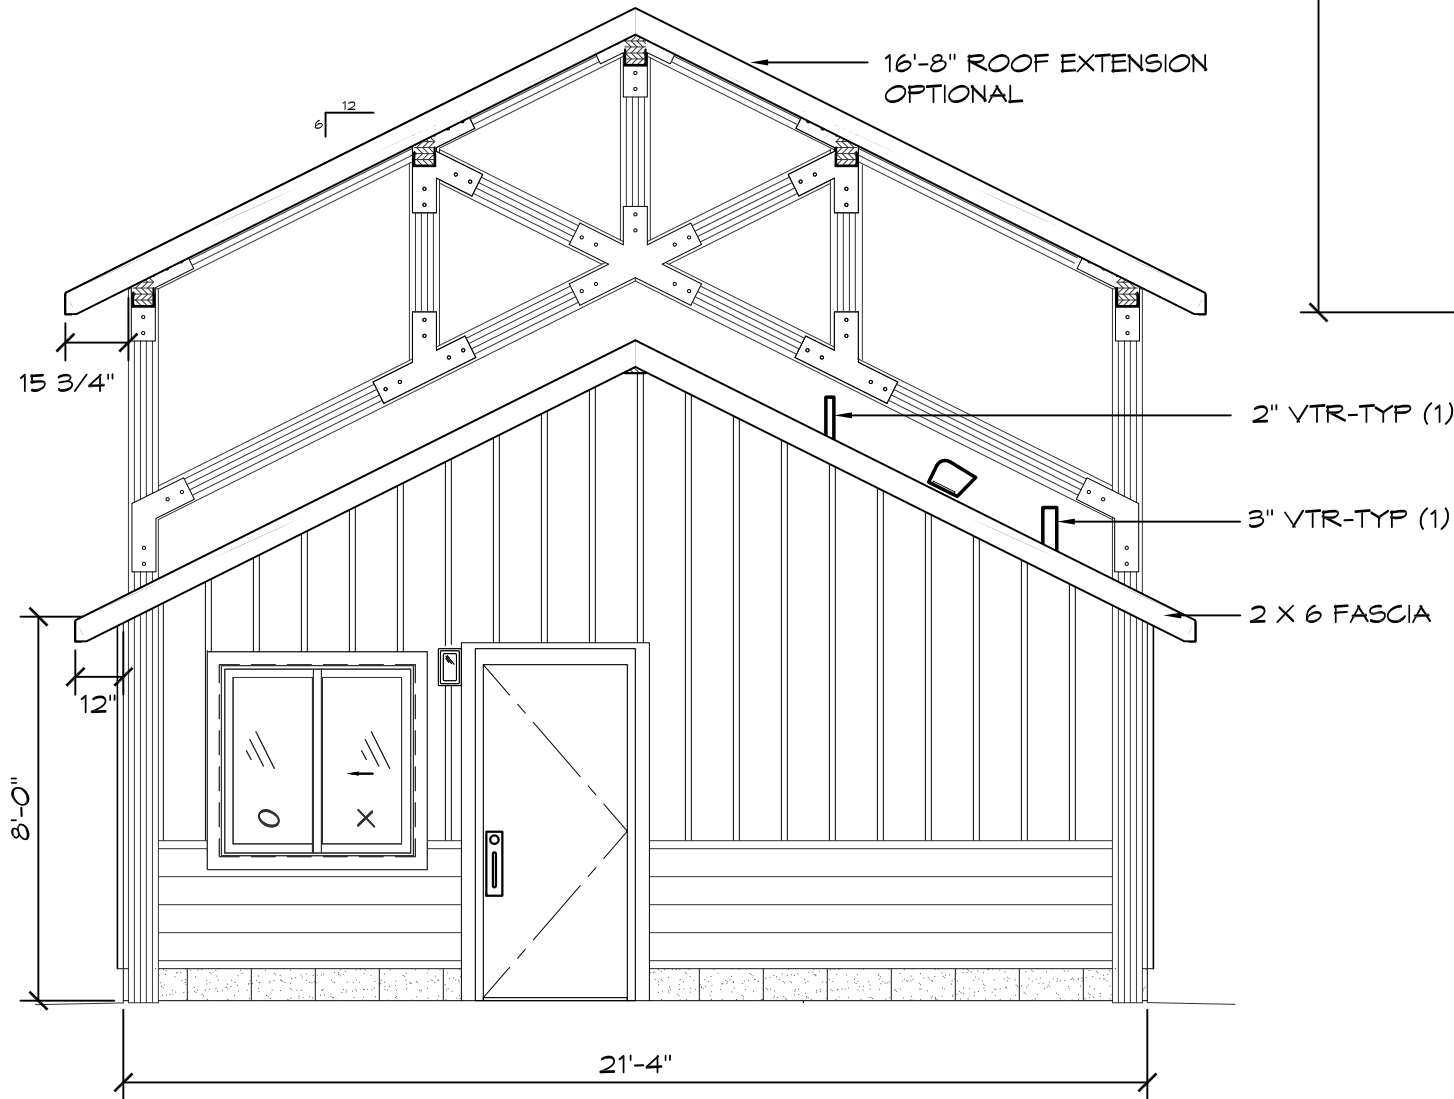 16'-8" ROOF EXTENSION
OPTIONAL
12
6
15 3/4"
2" VTR-TYP (1)
3" VTR-TYP (1)
2 X 6 FASCIA
12"
8'-0"
O
X
21'-4"